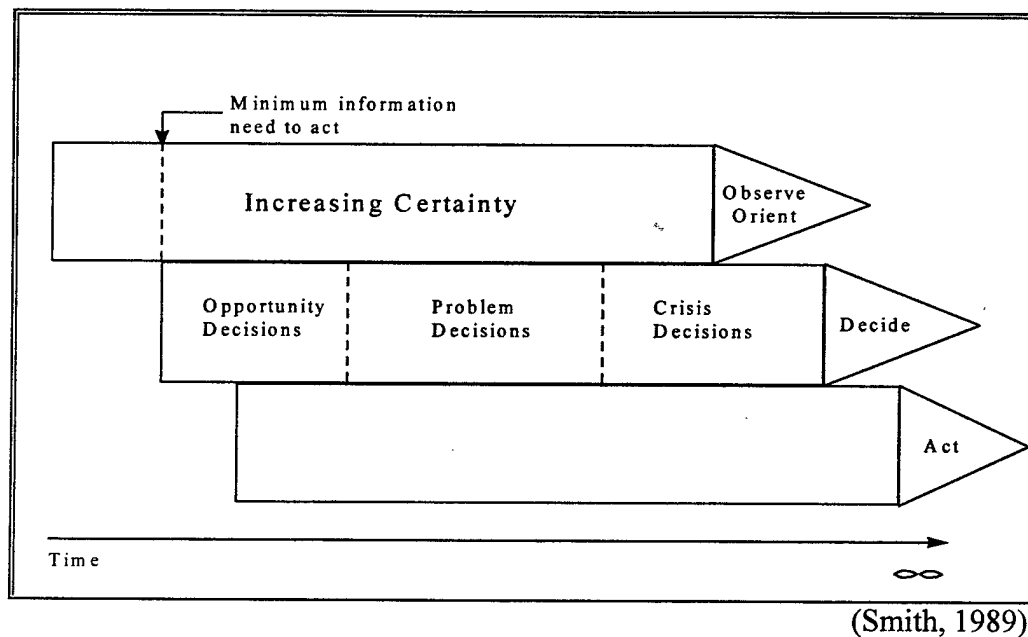 Minimum information
need to act
Increasing Certainty
Observe
Orient
Opportunity
Decisions
Problem
Decisions
Crisis
Decisions
Decide
Act
Time
∞
(Smith, 1989)